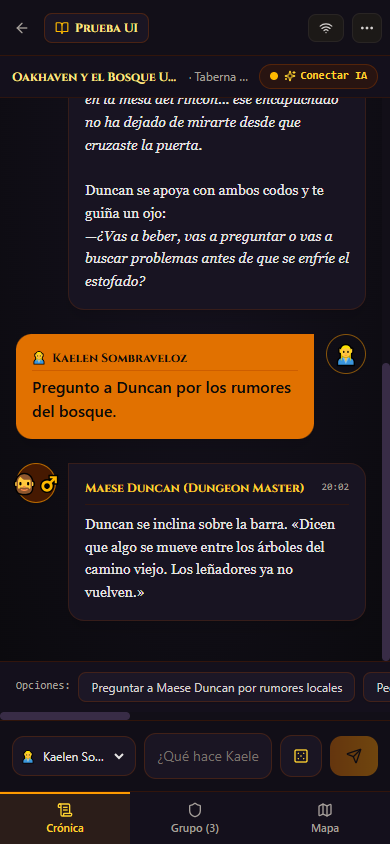 Prueba UI
Oakhaven y el Bosque U... · Taberna ... Conectar IA
en la mesa del rincón... ese encapuchado
no ha dejado de mirarte desde que
cruzaste la puerta.
Duncan se apoya con ambos codos y te
guiña un ojo:
—¿Vas a beber, vas a preguntar o vas a
buscar problemas antes de que se enfríe el
estofado?
Kaelen Sombraveloz
Pregunto a Duncan por los rumores
del bosque.
Maese Duncan (Dungeon Master) 20:02
Duncan se inclina sobre la barra. «Dicen
que algo se mueve entre los árboles del
camino viejo. Los leñadores ya no
vuelven.»
Opciones: Preguntar a Maese Duncan por rumores locales Pe
Kaelen So... ¿Qué hace Kaele
Crónica Grupo (3) Mapa